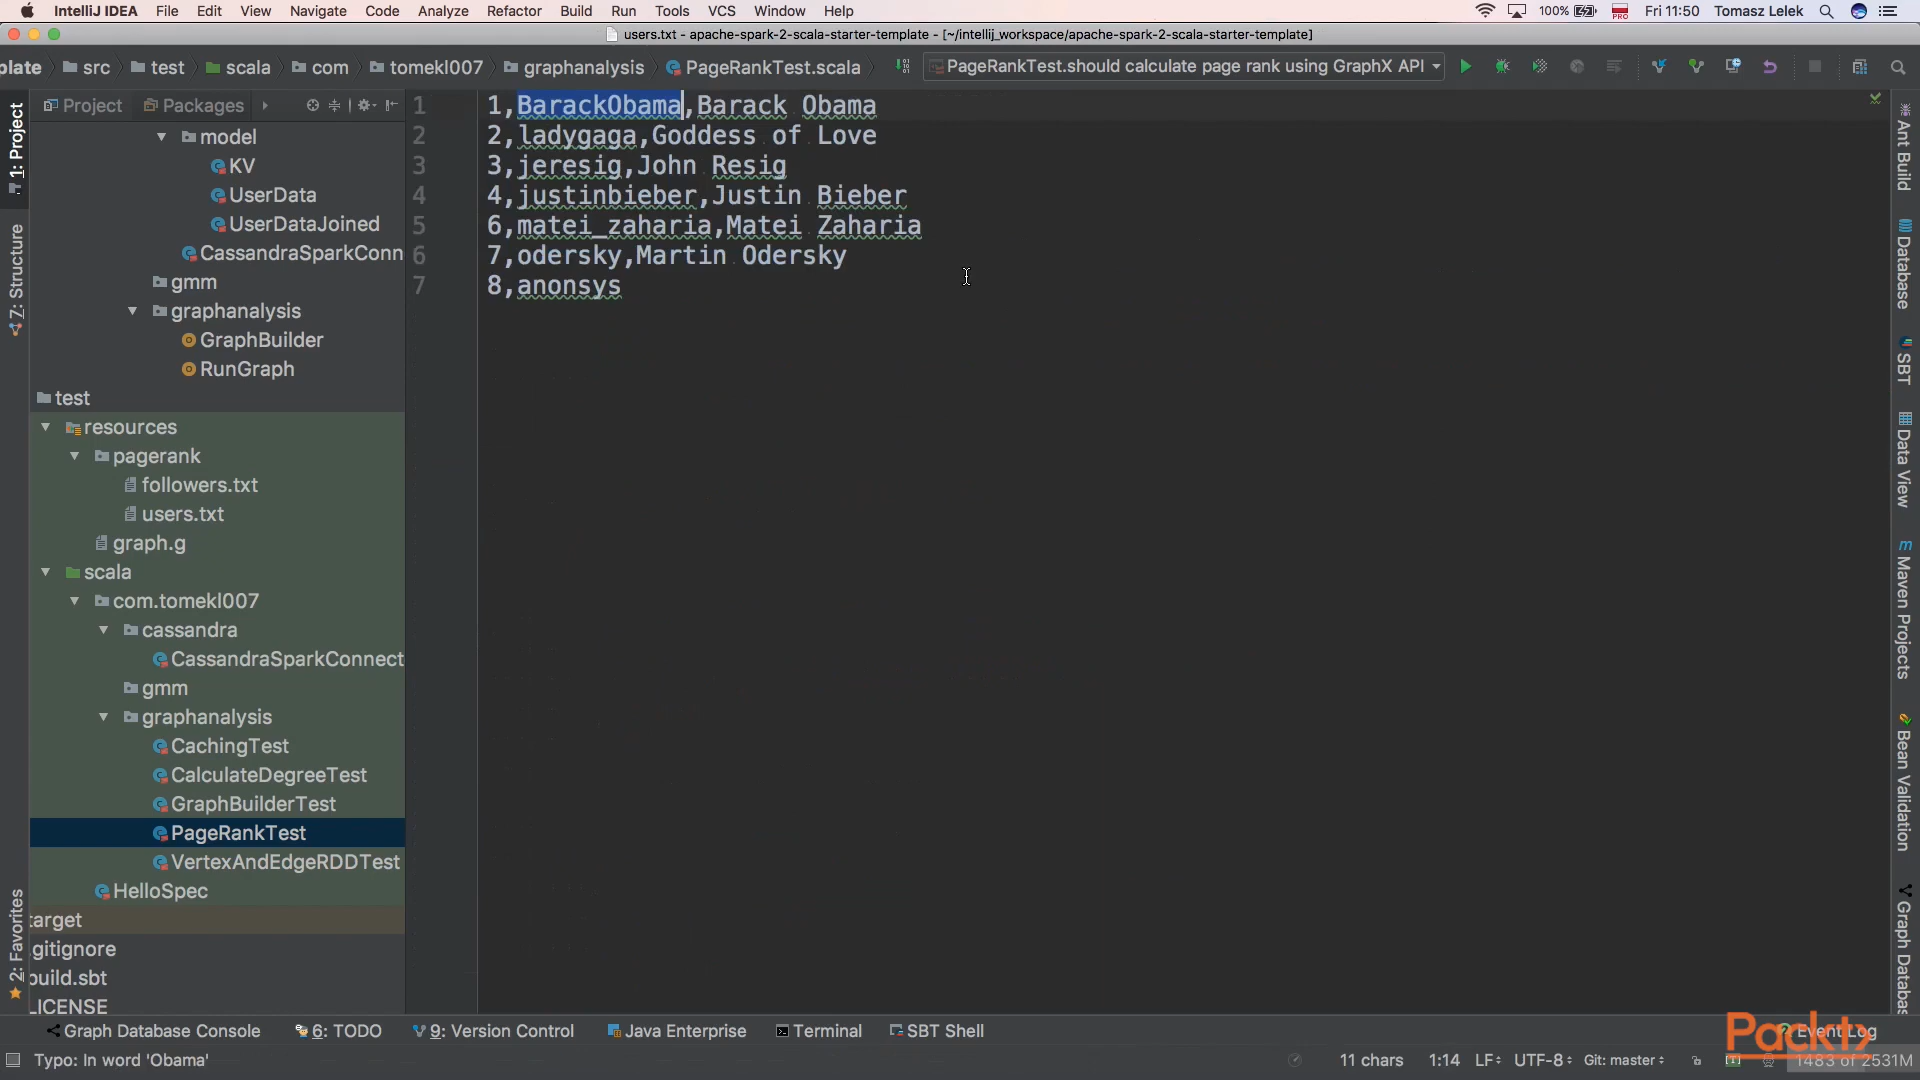 IntelliJ IDEA File Edit View Navigate Code Analyze Refactor Build Run Tools VCS Window Help 100% PRO Fri 11:50 Tomasz Lelek
users.txt - apache-spark-2-scala-starter-template - [~/intellij_workspace/apache-spark-2-scala-starter-template]
plate src test scala com tomekl007 graphanalysis PageRankTest.scala PageRankTest.should calculate page rank using GraphX API
Project Packages
model
KV
UserData
UserDataJoined
CassandraSparkConn
gmm
graphanalysis
GraphBuilder
RunGraph
test
resources
pagerank
followers.txt
users.txt
graph.g
scala
com.tomekl007
cassandra
CassandraSparkConnect
gmm
graphanalysis
CachingTest
CalculateDegreeTest
GraphBuilderTest
PageRankTest
VertexAndEdgeRDDTest
HelloSpec
target
.gitignore
build.sbt
LICENSE
1: Project
7: Structure
2: Favorites
1 1,BarackObama,Barack Obama
2 2,ladygaga,Goddess of Love
3 3,jeresig,John Resig
4 4,justinbieber,Justin Bieber
5 6,matei_zaharia,Matei Zaharia
6 7,odersky,Martin Odersky
7 8,anonsys
Ant Build
Database
SBT
Data View
Maven Projects
Bean Validation
Graph Databas
Graph Database Console 6: TODO 9: Version Control Java Enterprise Terminal SBT Shell Event Log
Packt
Typo: In word 'Obama' 11 chars 1:14 LF UTF-8 Git: master 1483 of 2531M